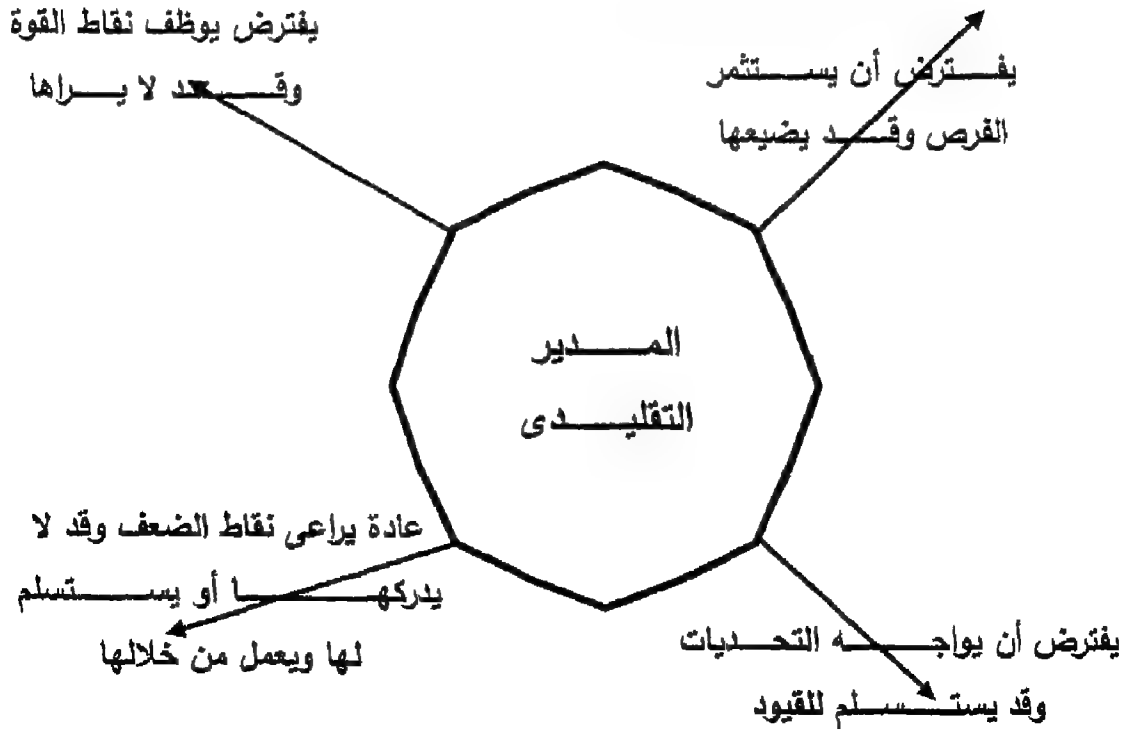 يفترض أن يستثمر
الفرص وقد يضيعها
يفترض يوظف نقاط القوة
وقد لا يراها
المدير
التقليدى
عادة يراعى نقاط الضعف وقد لا
يدركها أو يستسلم
لها ويعمل من خلالها
يفترض أن يواجه التحديات
وقد يستسلم للقيود